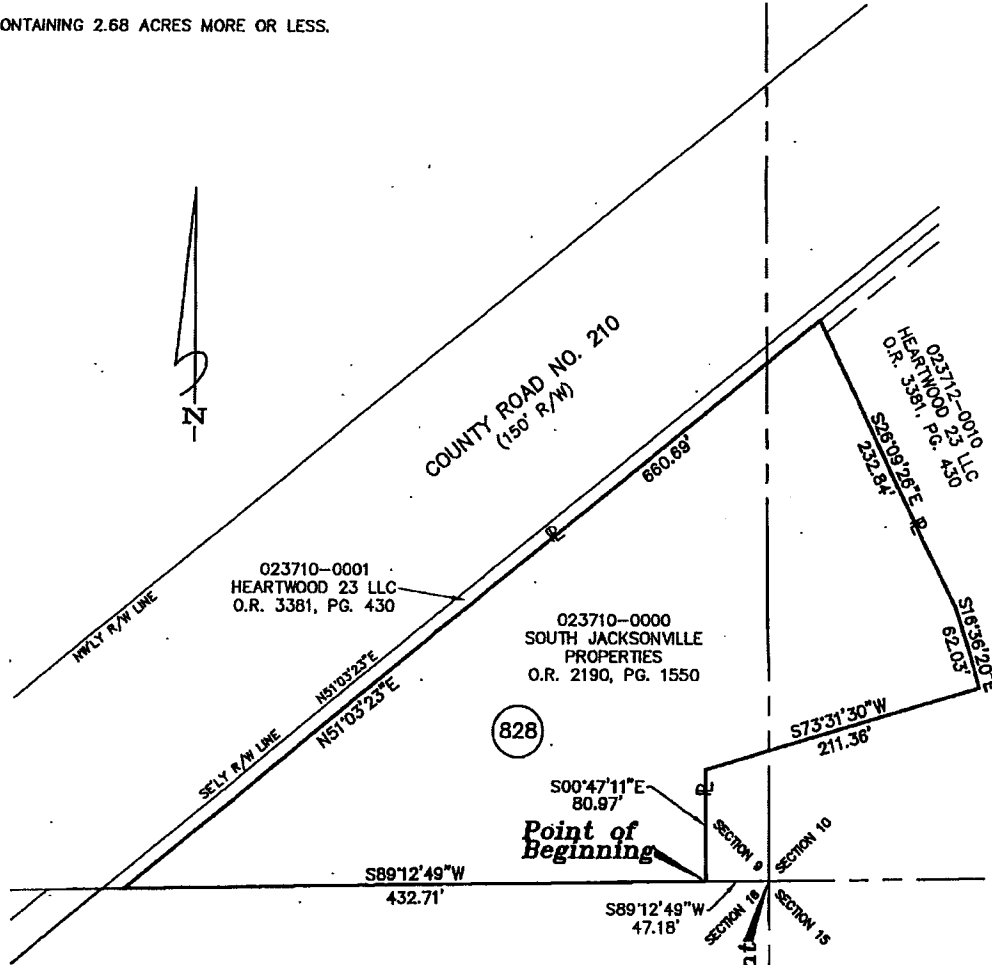 ONTAINING 2.68 ACRES MORE OR LESS.
N
COUNTY ROAD NO. 210
(150' R/W)
660.69'
023712-0010
HEARTWOOD 23 LLC
O.R. 3381, PG. 430
S26°09'26"E
232.84'
PL
PL
023710-0001
HEARTWOOD 23 LLC
O.R. 3381, PG. 430
NW'LY R/W LINE
023710-0000
SOUTH JACKSONVILLE
PROPERTIES
O.R. 2190, PG. 1550
N51°03'23"E
N51°03'23"E
SE'LY R/W LINE
S16°36'20"E
62.03'
828
S73°31'30"W
211.36'
S00°47'11"E
80.97'
PL
Point of
Beginning
SECTION 9
SECTION 10
S89°12'49"W
432.71'
S89°12'49"W
47.18'
SECTION 16
SECTION 15
nt